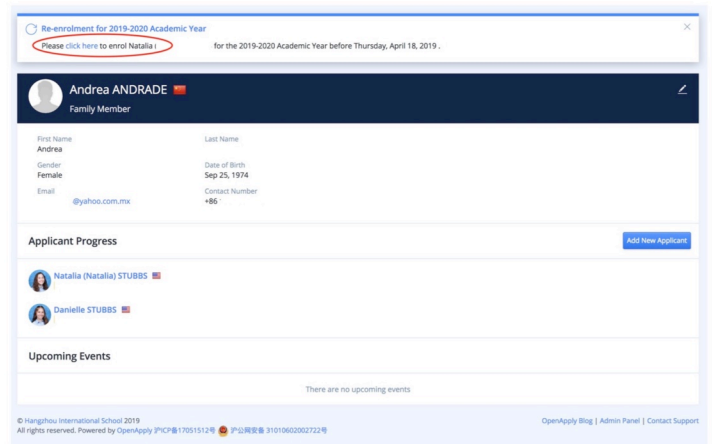 Re-enrolment for 2019-2020 Academic Year
Please click here to enrol Natalia for the 2019-2020 Academic Year before Thursday, April 18, 2019 .
Andrea ANDRADE
Family Member
First Name
Andrea
Last Name
Gender
Female
Date of Birth
Sep 25, 1974
Email
@yahoo.com.mx
Contact Number
+86
Applicant Progress
Add New Applicant
Natalia (Natalia) STUBBS
Danielle STUBBS
Upcoming Events
There are no upcoming events
© Hangzhou International School 2019
All rights reserved. Powered by OpenApply 沪ICP备17051512号 沪公网安备 31010602002722号
OpenApply Blog | Admin Panel | Contact Support